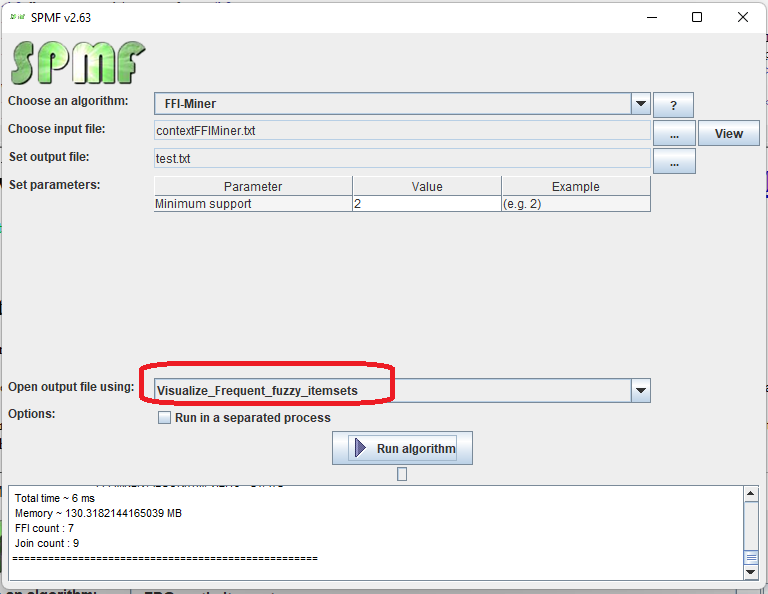 SPMF v2.63
SPMF
Choose an algorithm: FFI-Miner ?
Choose input file: contextFFIMiner.txt ... View
Set output file: test.txt ...
Set parameters: Parameter Value Example
Minimum support 2 (e.g. 2)
Open output file using: Visualize_Frequent_fuzzy_itemsets
Options: Run in a separated process
Run algorithm
Total time ~ 6 ms
Memory ~ 130.3182144165039 MB
FFI count : 7
Join count : 9
====================================================